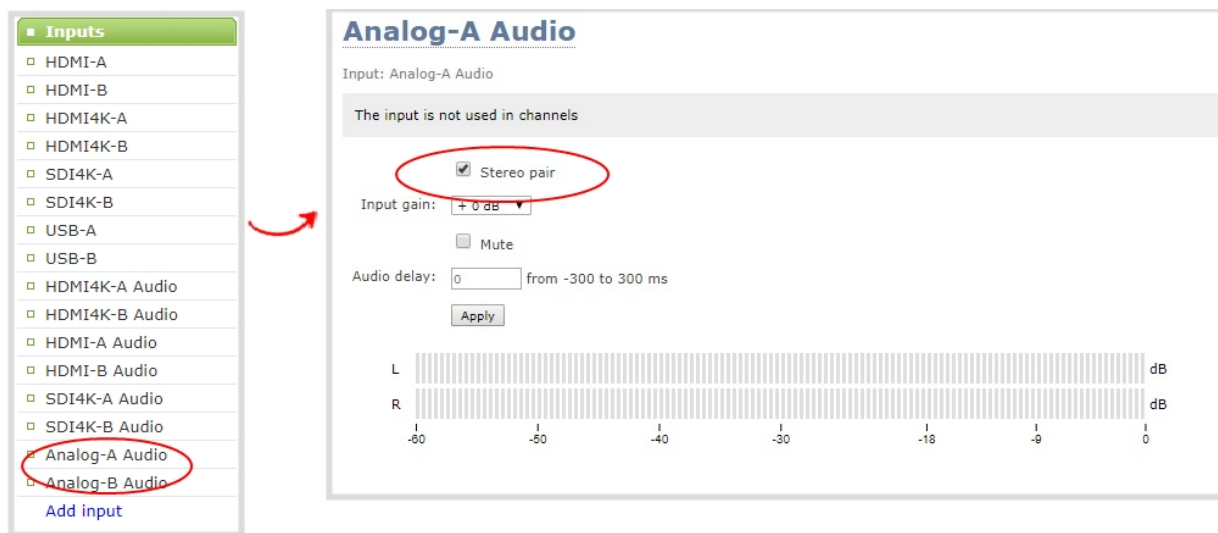 Inputs
HDMI-A
HDMI-B
HDMI4K-A
HDMI4K-B
SDI4K-A
SDI4K-B
USB-A
USB-B
HDMI4K-A Audio
HDMI4K-B Audio
HDMI-A Audio
HDMI-B Audio
SDI4K-A Audio
SDI4K-B Audio
Analog-A Audio
Analog-B Audio
Add input
Analog-A Audio
Input: Analog-A Audio
The input is not used in channels
Stereo pair
Input gain: + 0 dB
Mute
Audio delay: 0 from -300 to 300 ms
Apply
L dB
R dB
-60 -50 -40 -30 -18 -9 0